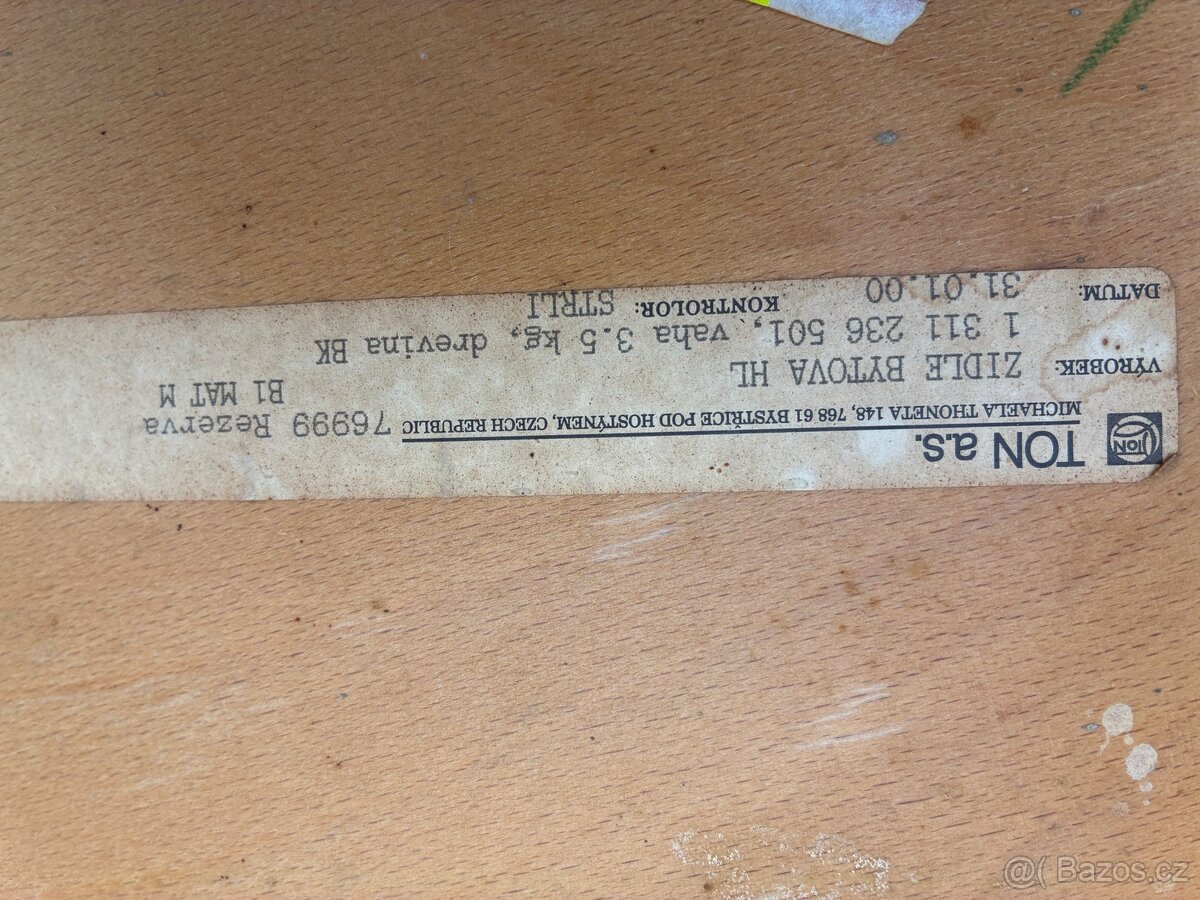 TON
TON a.s.
MICHAELA THONETA 148, 768 61 BYSTŘICE POD HOSTÝNEM, CZECH REPUBLIC
76999 Rezerva
B1 MAT M
VÝROBEK: ZIDLE BYTOVA HL
1 311 236 501, vaha 3.5 kg, drevina BK
DATUM: 31.01.00 KONTROLOR: STRLI
@( Bazos.cz